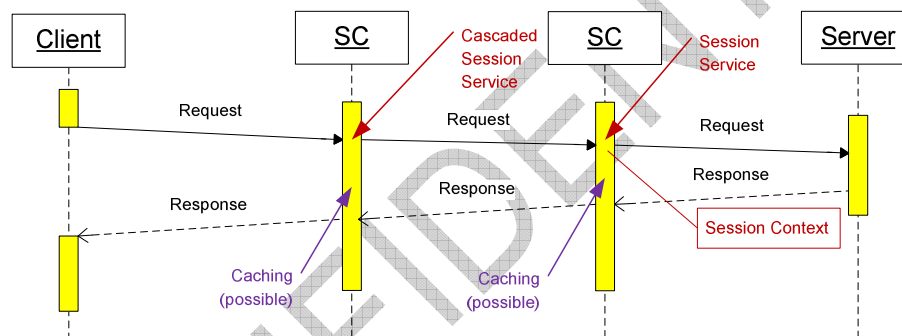 Client
SC
SC
Server
Cascaded
Session
Service
Session
Service
Request
Request
Request
Response
Response
Response
Session Context
Caching
(possible)
Caching
(possible)